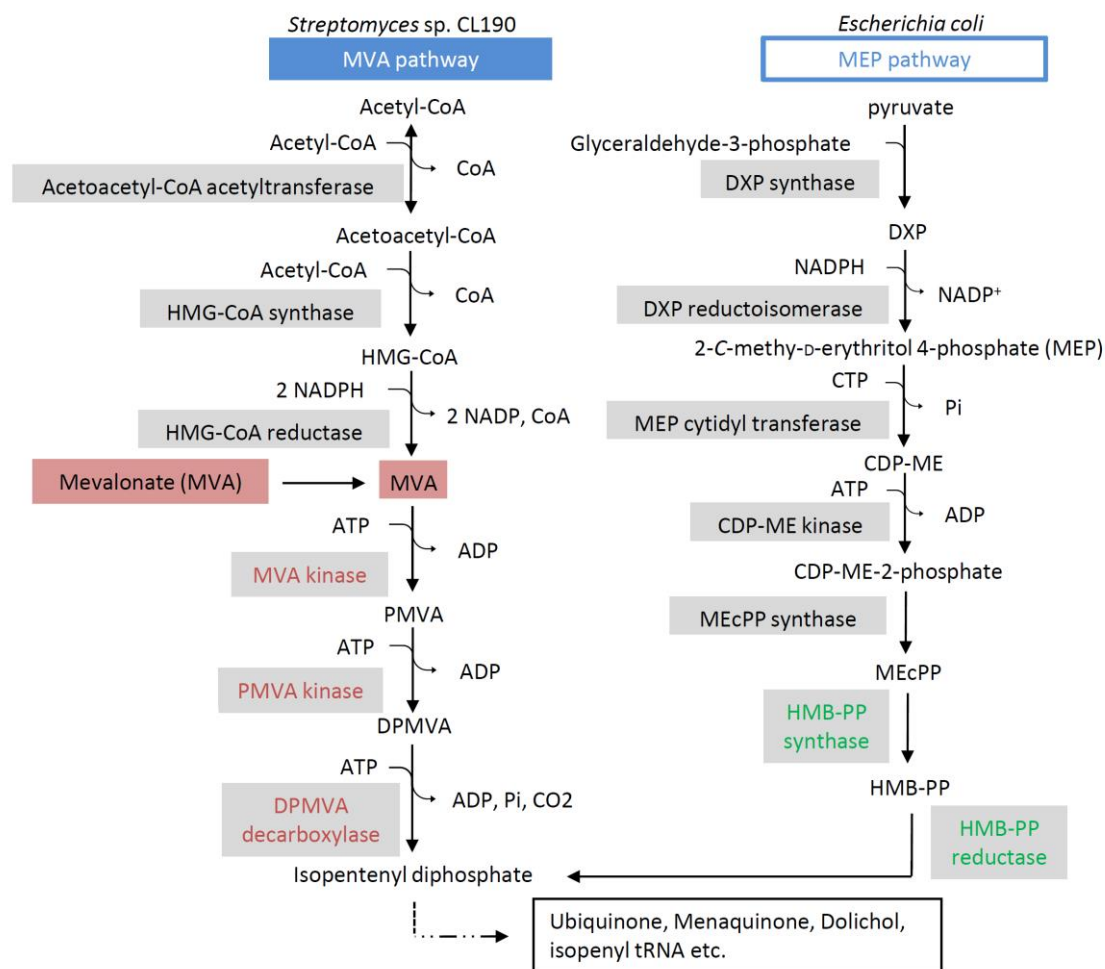 Streptomyces sp. CL190
MVA pathway
Acetyl-CoA
Acetyl-CoA
CoA
Acetoacetyl-CoA acetyltransferase
Acetoacetyl-CoA
Acetyl-CoA
CoA
HMG-CoA synthase
HMG-CoA
2 NADPH
2 NADP, CoA
HMG-CoA reductase
Mevalonate (MVA)
MVA
ATP
ADP
MVA kinase
PMVA
ATP
ADP
PMVA kinase
DPMVA
ATP
ADP, Pi, CO2
DPMVA
decarboxylase
Isopentenyl diphosphate
Escherichia coli
MEP pathway
pyruvate
Glyceraldehyde-3-phosphate
DXP synthase
DXP
NADPH
NADP⁺
DXP reductoisomerase
2-C-methy-D-erythritol 4-phosphate (MEP)
CTP
Pi
MEP cytidyl transferase
CDP-ME
ATP
ADP
CDP-ME kinase
CDP-ME-2-phosphate
MEcPP synthase
MEcPP
HMB-PP
synthase
HMB-PP
HMB-PP
reductase
Ubiquinone, Menaquinone, Dolichol,
isopenyl tRNA etc.